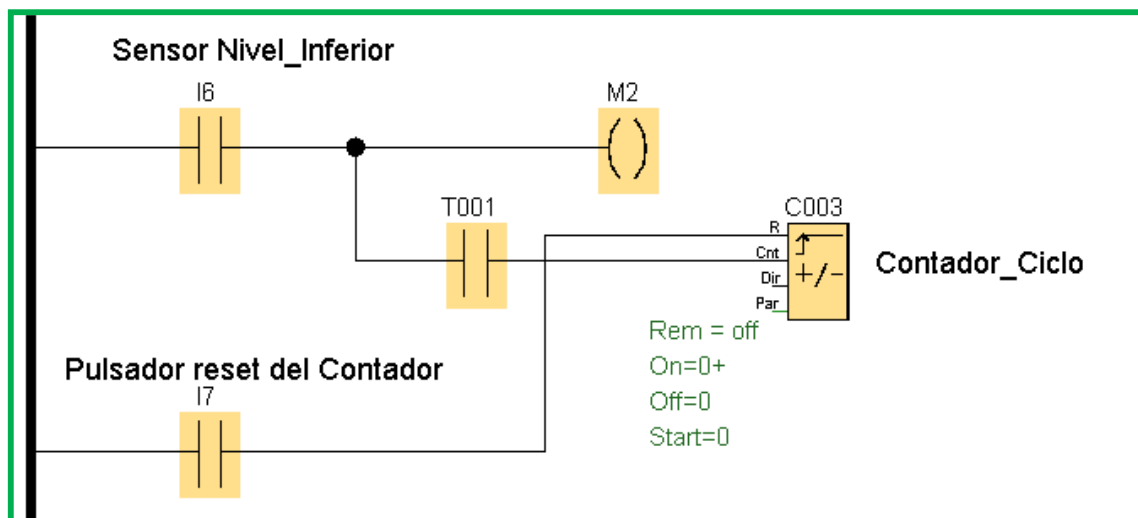 Sensor Nivel_Inferior
I6
M2
T001
C003
R
Cnt
Dir
Par
+/-
Contador_Ciclo
Rem = off
On=0+
Off=0
Start=0
Pulsador reset del Contador
I7